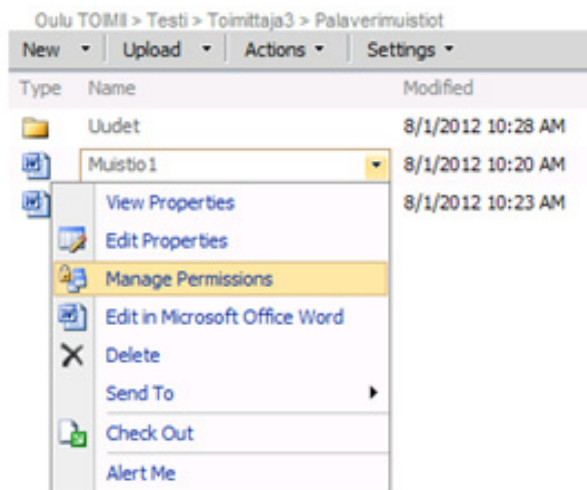 Oulu TOIMII > Testi > Toimittaja3 > Palaverimuistiot
New Upload Actions Settings
Type Name Modified
Uudet 8/1/2012 10:28 AM
Muistio1 8/1/2012 10:20 AM
8/1/2012 10:23 AM
View Properties
Edit Properties
Manage Permissions
Edit in Microsoft Office Word
Delete
Send To
Check Out
Alert Me